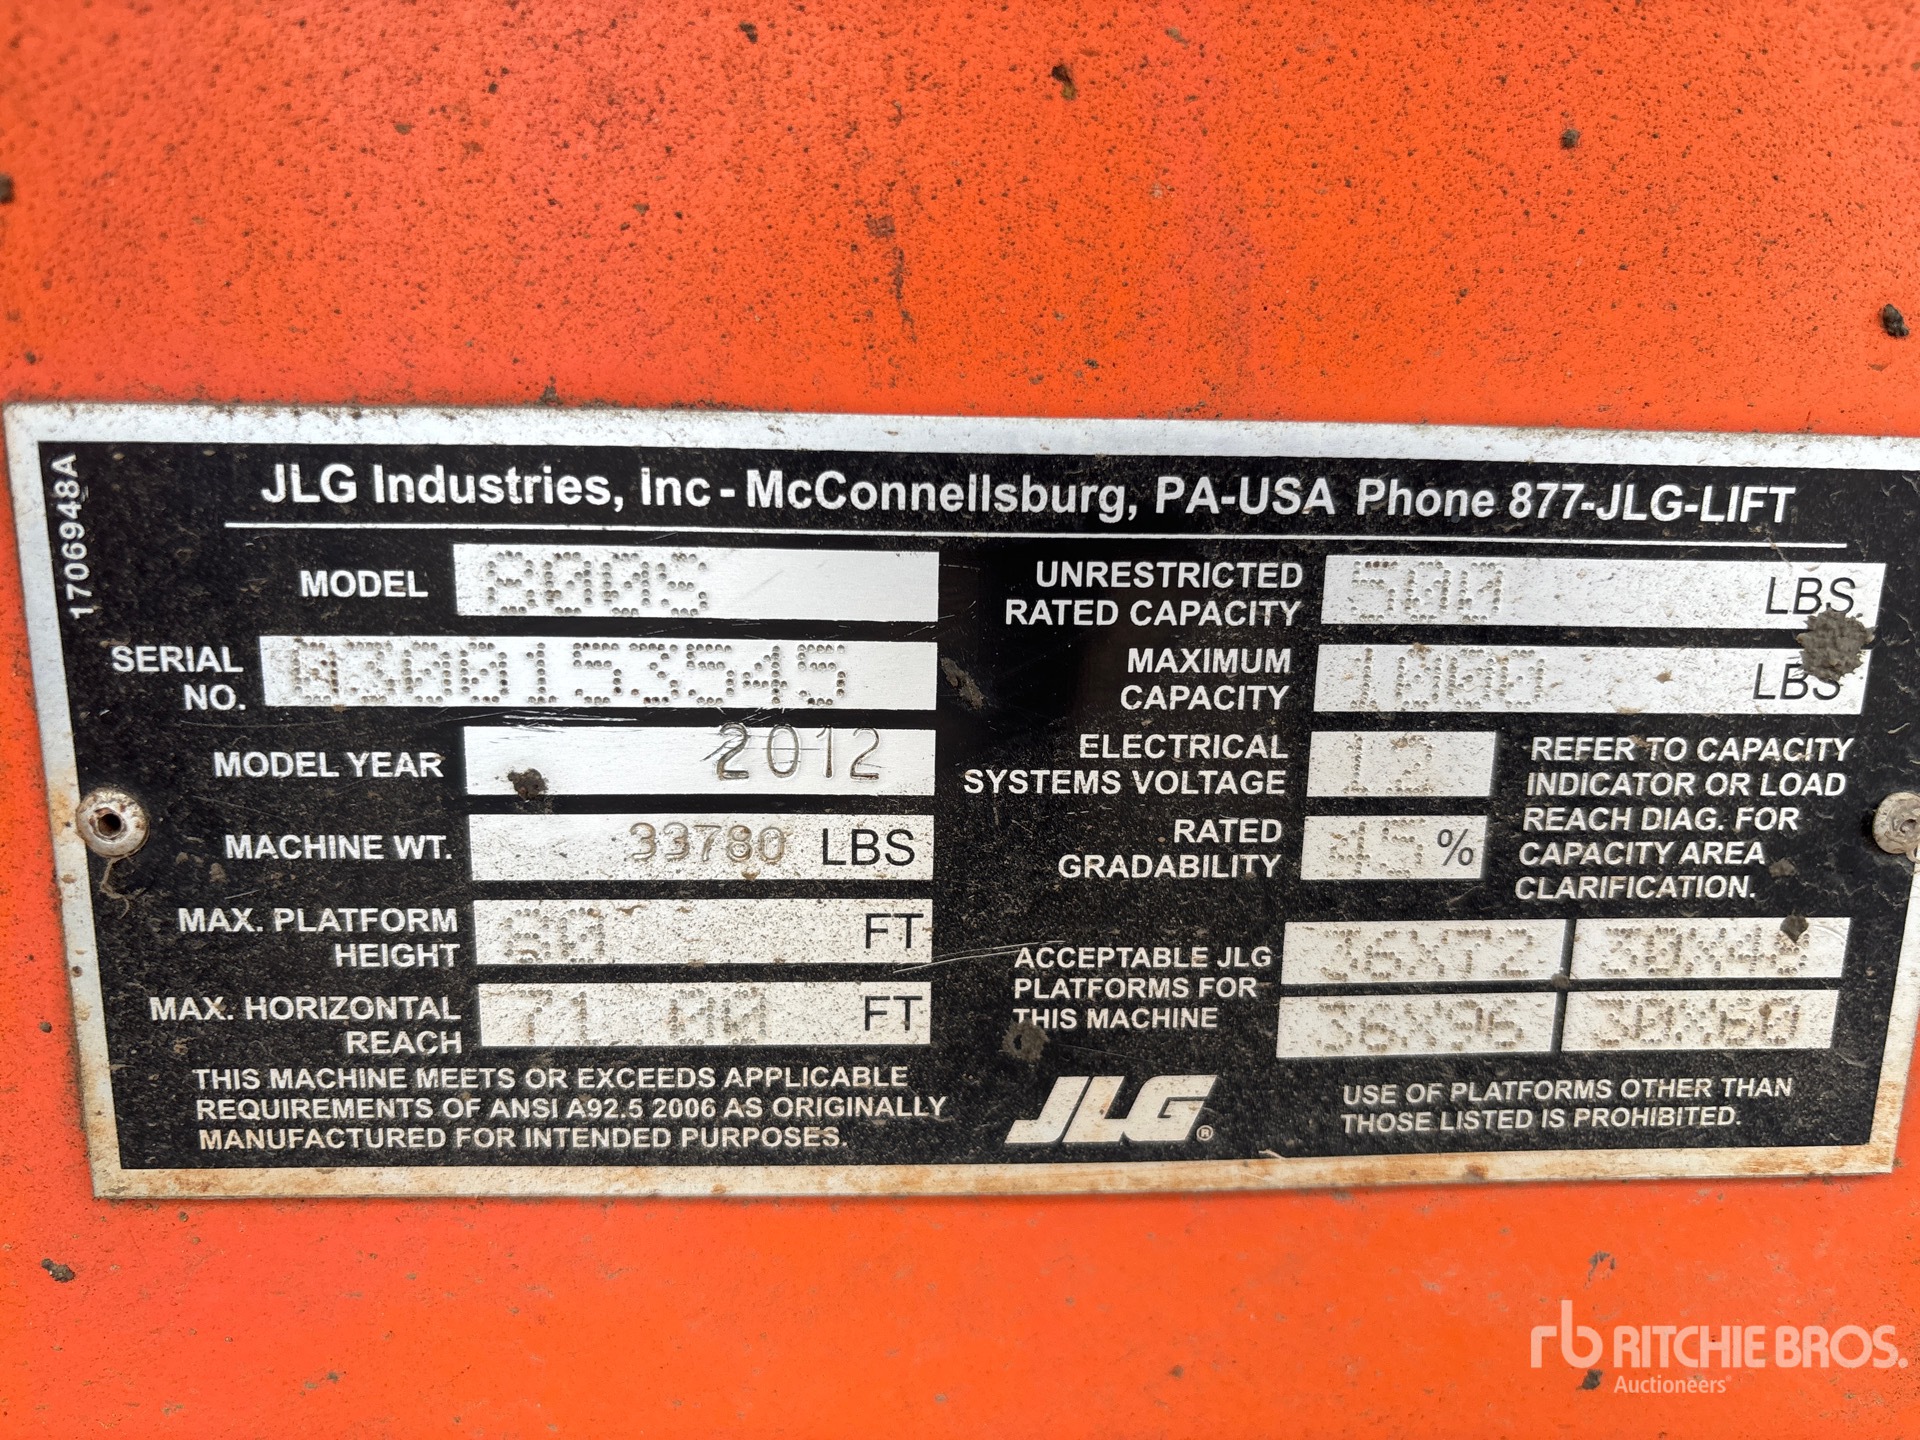 1706948A
JLG Industries, Inc - McConnellsburg, PA-USA Phone 877-JLG-LIFT
MODEL 800S
SERIAL NO. 0300153545
MODEL YEAR 2012
MACHINE WT. 33780 LBS
MAX. PLATFORM HEIGHT 80 FT
MAX. HORIZONTAL REACH 71.00 FT
THIS MACHINE MEETS OR EXCEEDS APPLICABLE
REQUIREMENTS OF ANSI A92.5 2006 AS ORIGINALLY
MANUFACTURED FOR INTENDED PURPOSES.
UNRESTRICTED RATED CAPACITY 500 LBS
MAXIMUM CAPACITY 1000 LBS
ELECTRICAL SYSTEMS VOLTAGE 12
RATED GRADABILITY 45 %
REFER TO CAPACITY
INDICATOR OR LOAD
REACH DIAG. FOR
CAPACITY AREA
CLARIFICATION.
ACCEPTABLE JLG
PLATFORMS FOR
THIS MACHINE
36X72 30X48
36X96 30X60
JLG®
USE OF PLATFORMS OTHER THAN
THOSE LISTED IS PROHIBITED.
rb RITCHIE BROS.
Auctioneers